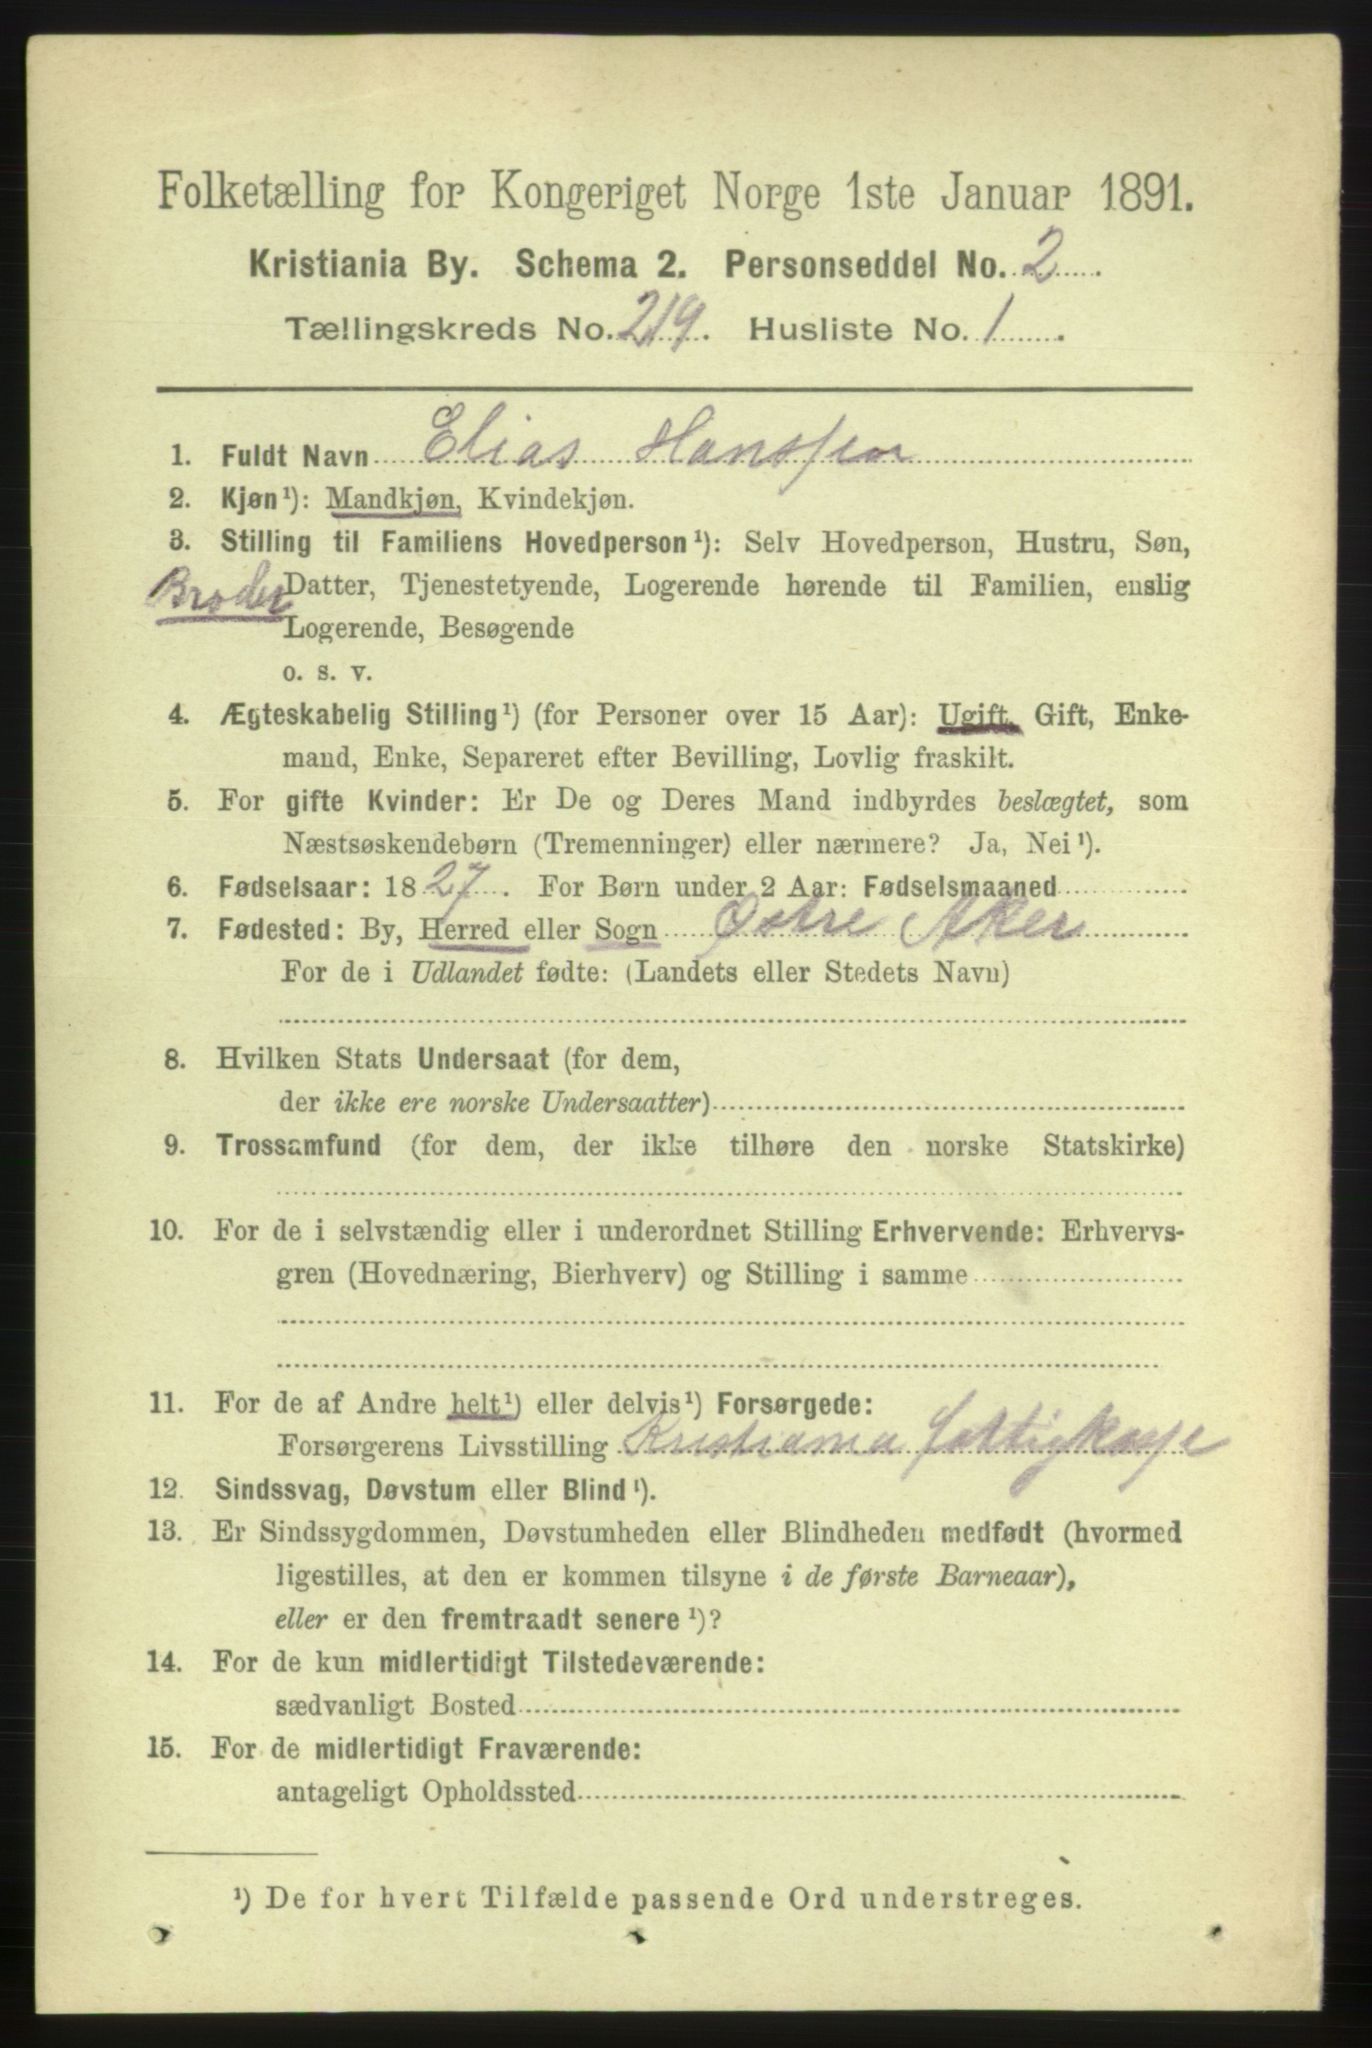 Folketælling for Kongeriget Norge 1ste Januar 1891.
Kristiania By. Schema 2. Personseddel No. 2
Tællingskreds No. 219. Husliste No. 1.
1. Fuldt Navn Elias Hanssen
2. Kjøn¹): Mandkjøn, Kvindekjøn.
3. Stilling til Familiens Hovedperson¹): Selv Hovedperson, Hustru, Søn,
Broder Datter, Tjenestetyende, Logerende hørende til Familien, enslig
Logerende, Besøgende
o. s. v.
4. Ægteskabelig Stilling¹) (for Personer over 15 Aar): Ugift, Gift, Enke-
mand, Enke, Separeret efter Bevilling, Lovlig fraskilt.
5. For gifte Kvinder: Er De og Deres Mand indbyrdes beslægtet, som
Næstsøskendebørn (Tremenninger) eller nærmere? Ja, Nei¹).
6. Fødselsaar: 1827. For Børn under 2 Aar: Fødselsmaaned
7. Fødested: By, Herred eller Sogn Østre Aker
For de i Udlandet fødte: (Landets eller Stedets Navn)
8. Hvilken Stats Undersaat (for dem,
der ikke ere norske Undersaatter)
9. Trossamfund (for dem, der ikke tilhøre den norske Statskirke)
10. For de i selvstændig eller i underordnet Stilling Erhvervende: Erhvervs-
gren (Hovednæring, Bierhverv) og Stilling i samme
11. For de af Andre helt¹) eller delvis¹) Forsørgede:
Forsørgerens Livsstilling Kristiania fattigkasse
12. Sindssvag, Døvstum eller Blind¹).
13. Er Sindssygdommen, Døvstumheden eller Blindheden medfødt (hvormed
ligestilles, at den er kommen tilsyne i de første Barneaar),
eller er den fremtraadt senere¹)?
14. For de kun midlertidigt Tilstedeværende:
sædvanligt Bosted
15. For de midlertidigt Fraværende:
antageligt Opholdssted
¹) De for hvert Tilfælde passende Ord understreges.